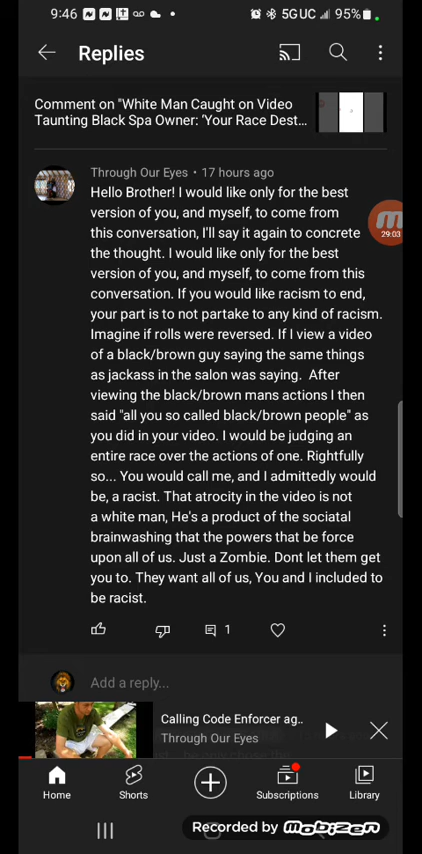 9:46
5GUC
95%
Replies
Comment on "White Man Caught on Video
Taunting Black Spa Owner: 'Your Race Dest...
Through Our Eyes • 17 hours ago
Hello Brother! I would like only for the best
version of you, and myself, to come from
this conversation, I'll say it again to concrete
the thought. I would like only for the best
version of you, and myself, to come from this
conversation. If you would like racism to end,
your part is to not partake to any kind of racism.
Imagine if rolls were reversed. If I view a video
of a black/brown guy saying the same things
as jackass in the salon was saying.  After
viewing the black/brown mans actions I then
said "all you so called black/brown people" as
you did in your video. I would be judging an
entire race over the actions of one. Rightfully
so... You would call me, and I admittedly would
be, a racist. That atrocity in the video is not
a white man, He's a product of the sociatal
brainwashing that the powers that be force
upon all of us. Just a Zombie. Dont let them get
you to. They want all of us, You and I included to
be racist.
29:03
1
Add a reply...
Calling Code Enforcer ag..
Through Our Eyes
Home
Shorts
Subscriptions
Library
Recorded by mobizen